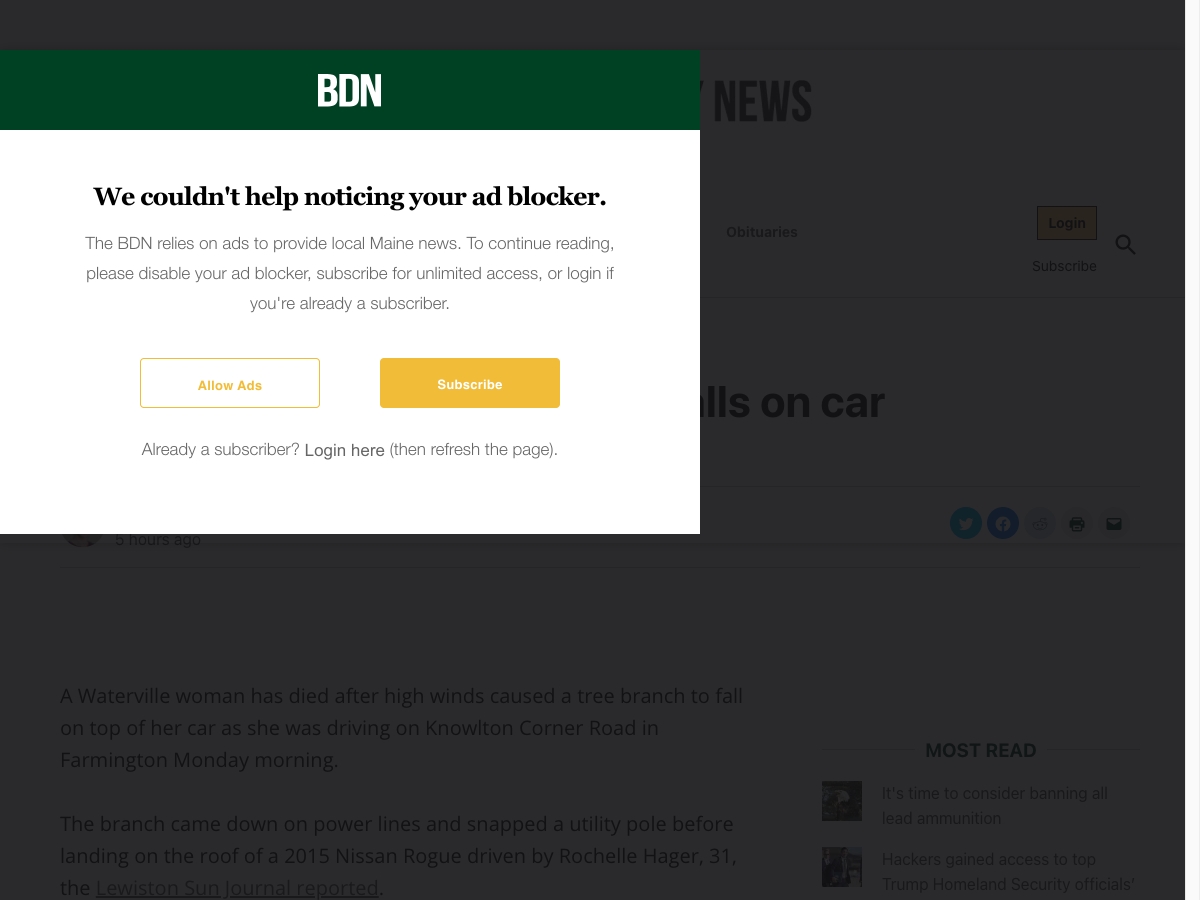 BDN
NEWS
We couldn't help noticing your ad blocker.
The BDN relies on ads to provide local Maine news. To continue reading,
please disable your ad blocker, subscribe for unlimited access, or login if
you're already a subscriber.
Allow Ads
Subscribe
Already a subscriber? Login here (then refresh the page).
Obituaries
Login
Subscribe
on car
5 hours ago
A Waterville woman has died after high winds caused a tree branch to fall
on top of her car as she was driving on Knowlton Corner Road in
Farmington Monday morning.
The branch came down on power lines and snapped a utility pole before
landing on the roof of a 2015 Nissan Rogue driven by Rochelle Hager, 31,
the Lewiston Sun Journal reported.
MOST READ
It's time to consider banning all
lead ammunition
Hackers gained access to top
Trump Homeland Security officials'